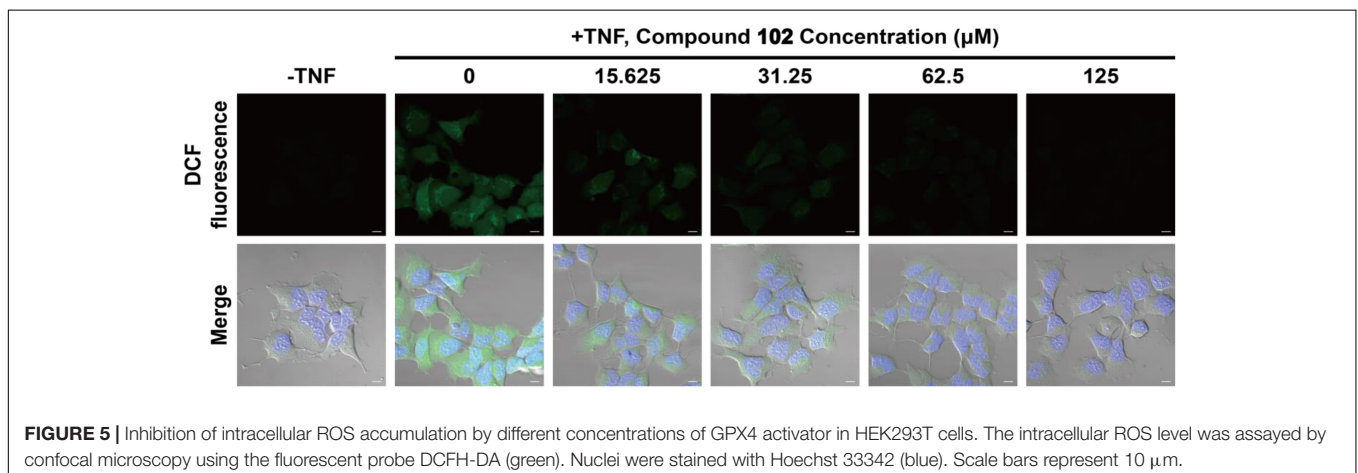 +TNF, Compound 102 Concentration (μM)
-TNF
0
15.625
31.25
62.5
125
DCF
fluorescence
Merge
FIGURE 5 | Inhibition of intracellular ROS accumulation by different concentrations of GPX4 activator in HEK293T cells. The intracellular ROS level was assayed by
confocal microscopy using the fluorescent probe DCFH-DA (green). Nuclei were stained with Hoechst 33342 (blue). Scale bars represent 10 μm.